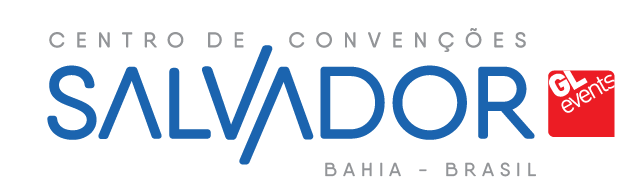 CENTRO DE CONVENÇÕES
SALVADOR
GL
events
BAHIA - BRASIL